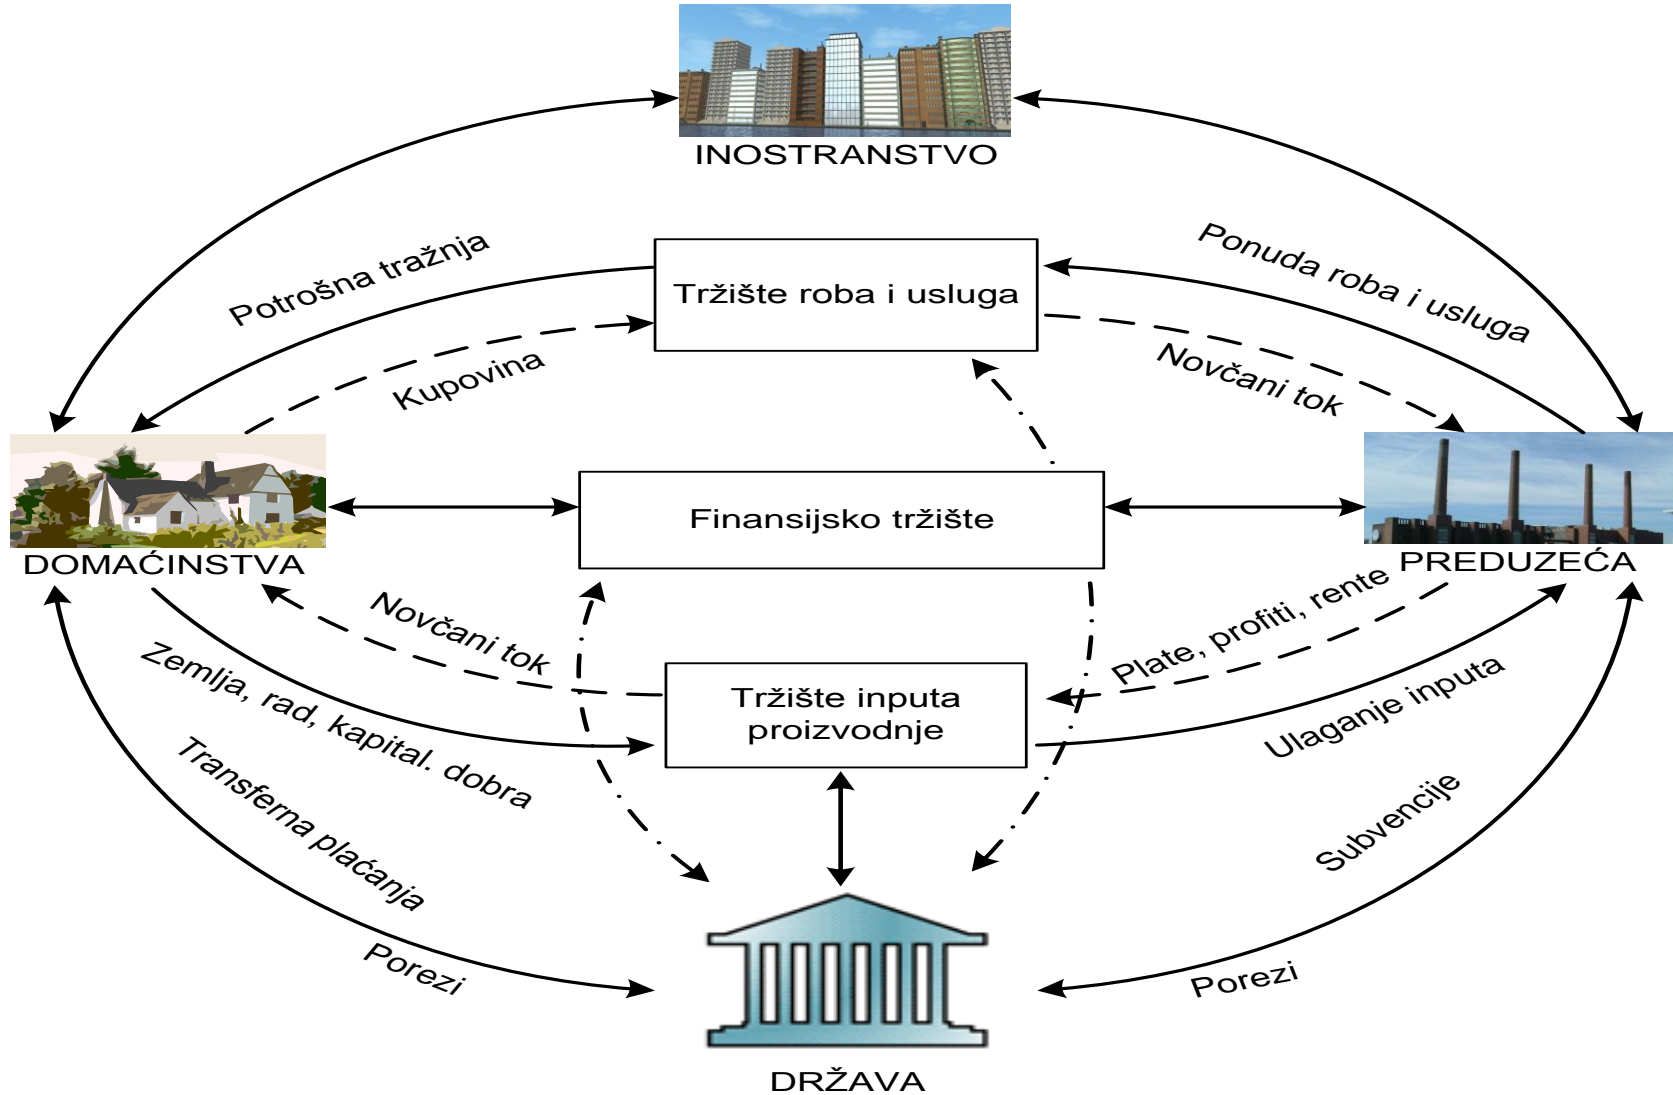 INOSTRANSTVO
Potrošna tražnja
Ponuda roba i usluga
Tržište roba i usluga
Kupovina
Novčani tok
Finansijsko tržište
DOMAĆINSTVA
PREDUZEĆA
Novčani tok
Plate, profiti, rente
Zemlja, rad, kapital. dobra
Tržište inputa
proizvodnje
Ulaganje inputa
Transferna plaćanja
Subvencije
Porezi
Porezi
DRŽAVA